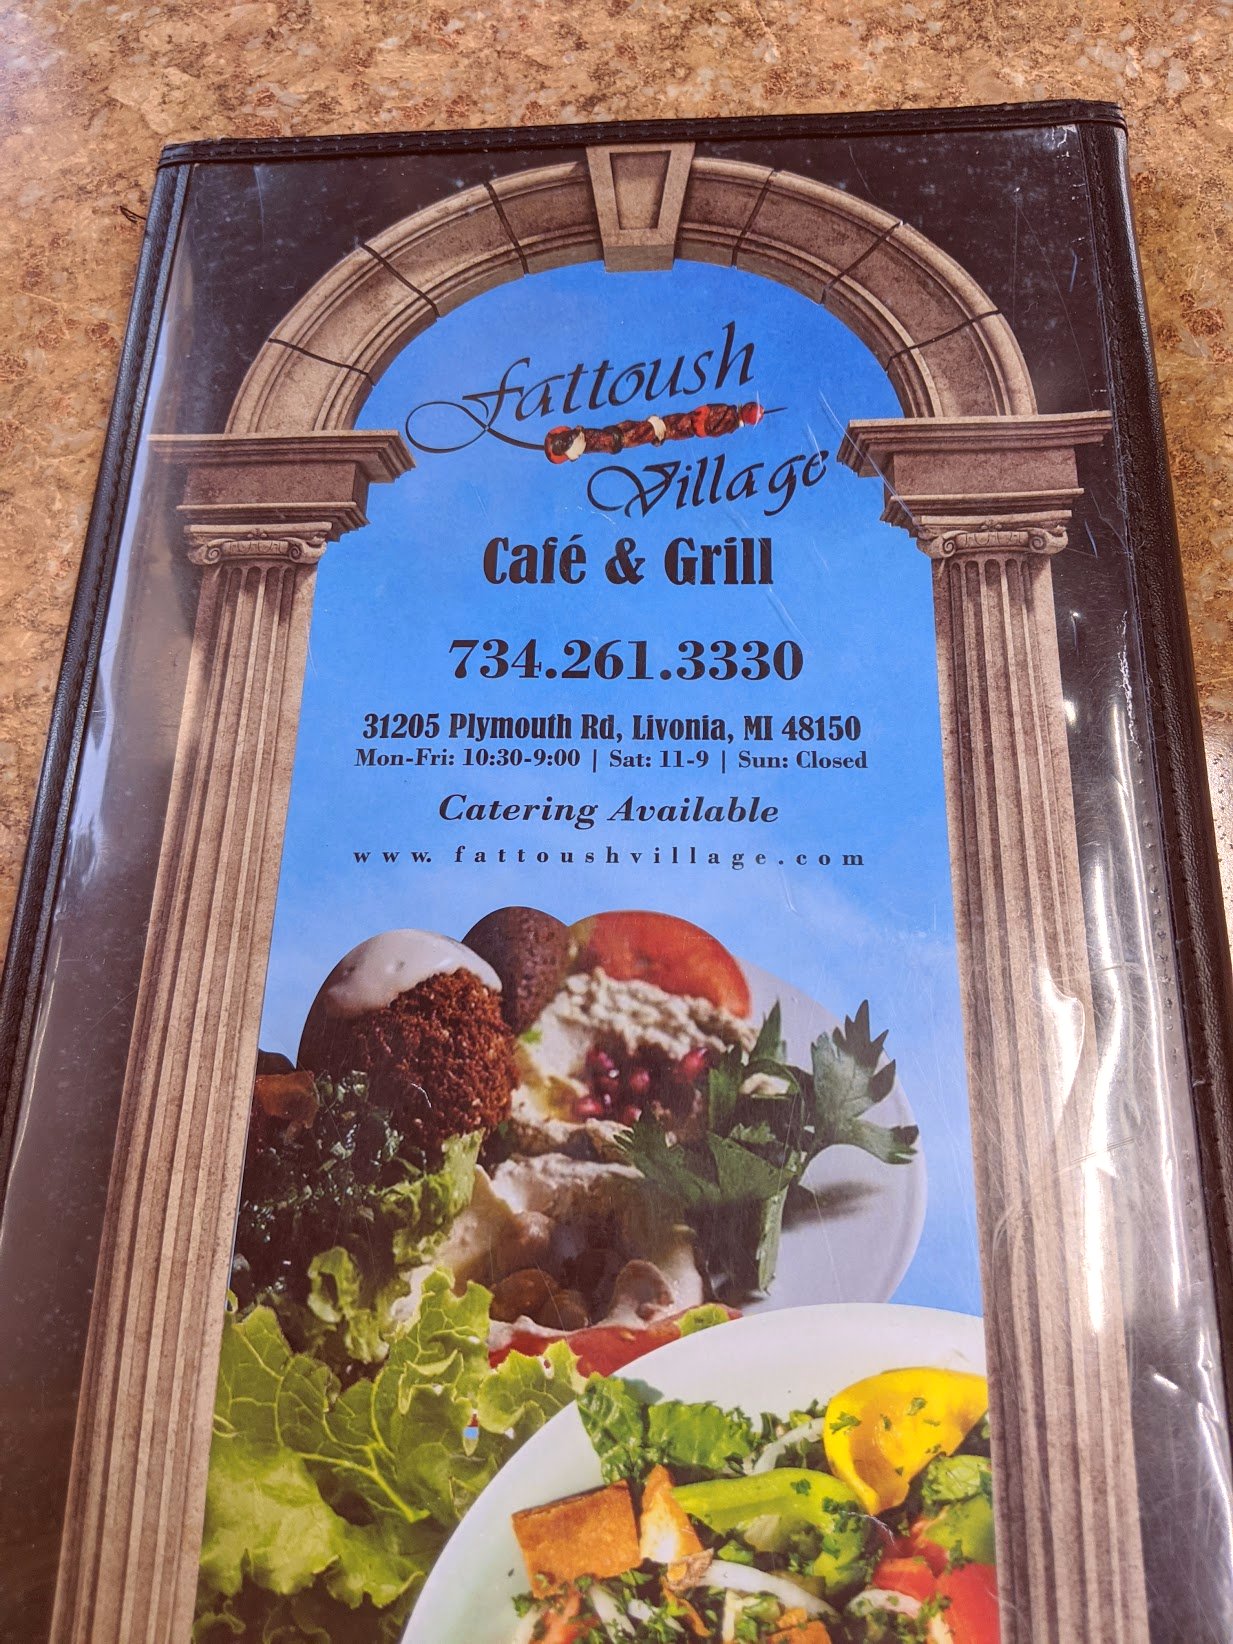 fattoush
Village
Café & Grill
734.261.3330
31205 Plymouth Rd, Livonia, MI 48150
Mon-Fri: 10:30-9:00 | Sat: 11-9 | Sun: Closed
Catering Available
www.fattoushvillage.com